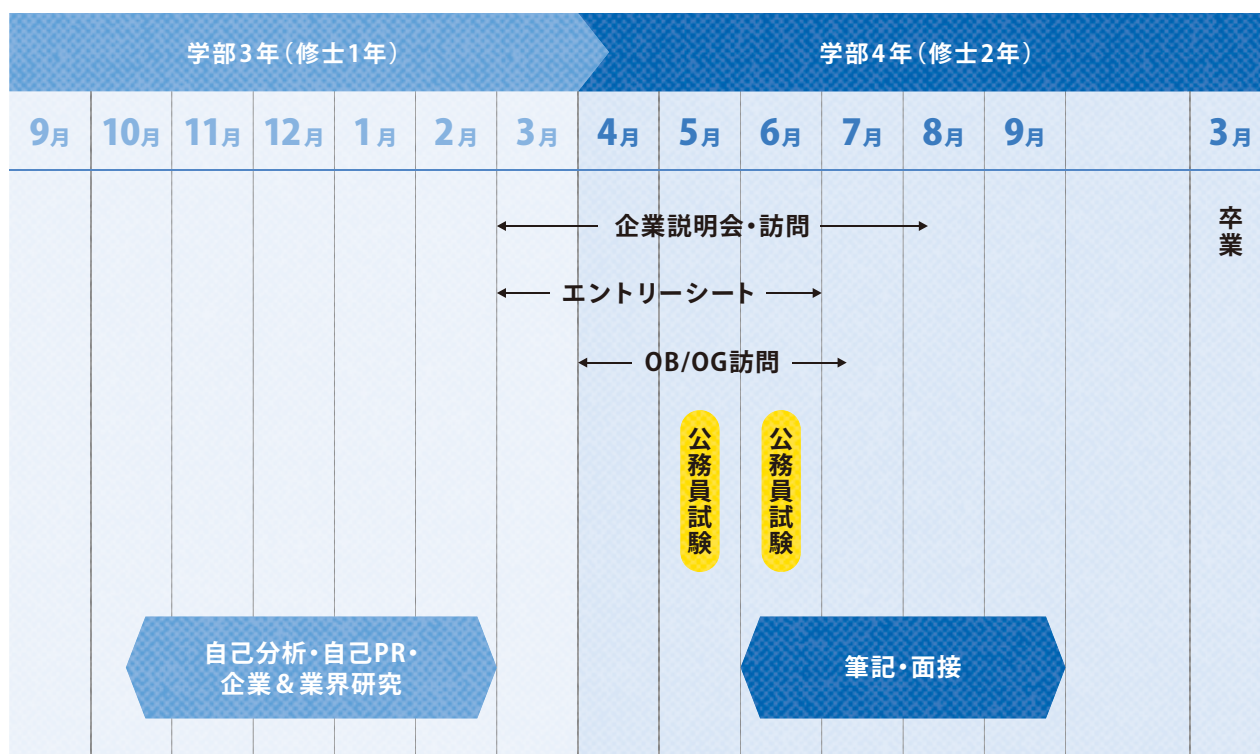 学部3年（修士1年）
学部4年（修士2年）
9月
10月
11月
12月
1月
2月
3月
4月
5月
6月
7月
8月
9月
3月
企業説明会・訪問
卒業
エントリーシート
OB/OG訪問
公務員試験
公務員試験
自己分析・自己PR・
企業＆業界研究
筆記・面接